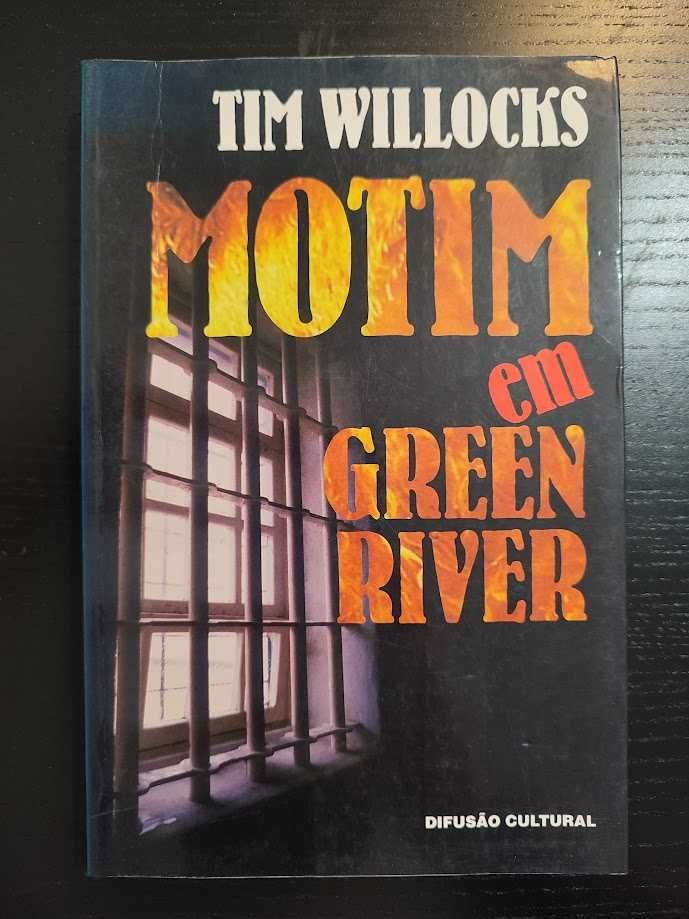 TIM WILLOCKS
MOTIM
em
GREEN
RIVER
DIFUSÃO CULTURAL